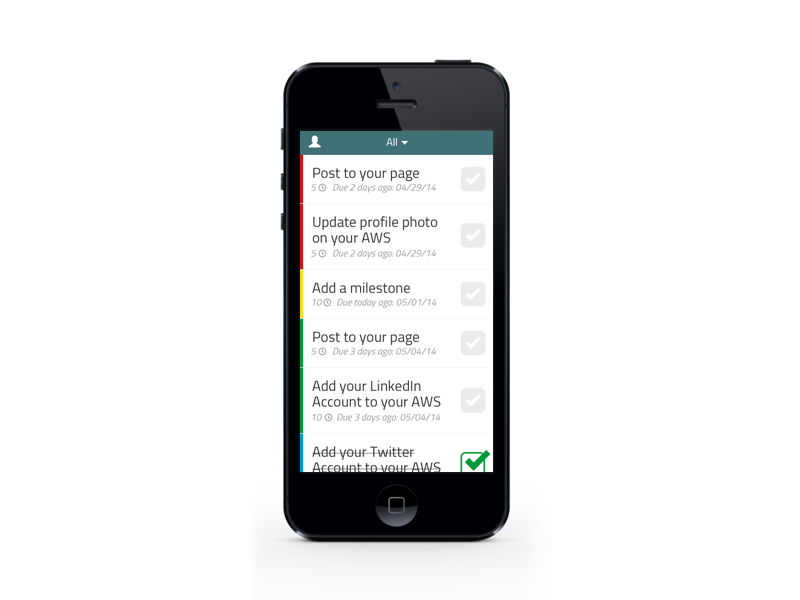 All
Post to your page
5 Due 2 days ago: 04/29/14
Update profile photo
on your AWS
5 Due 2 days ago: 04/29/14
Add a milestone
10 Due today ago: 05/01/14
Post to your page
5 Due 3 days ago: 05/04/14
Add your LinkedIn
Account to your AWS
10 Due 3 days ago: 05/04/14
Add your Twitter
Account to your AWS